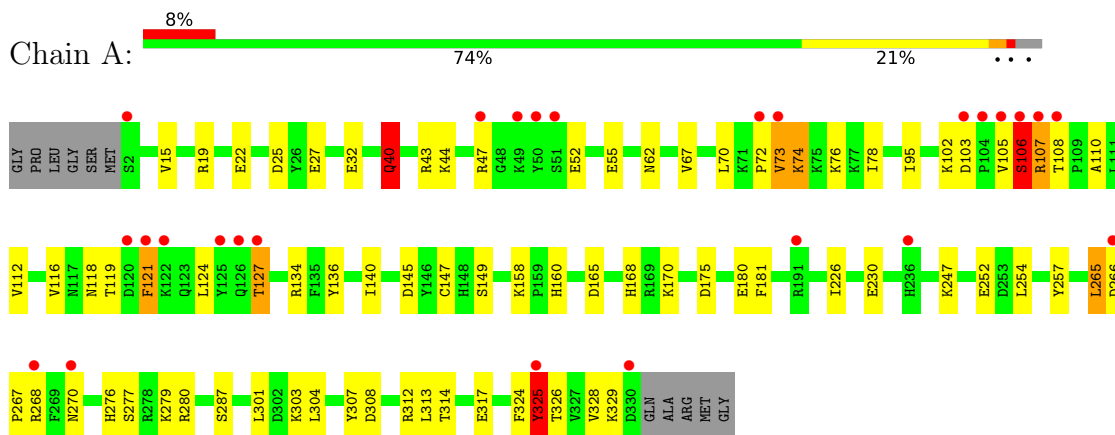 8%
Chain A:
74% 21% . . .
GLY PRO LEU GLY SER MET S2 V15 R19 E22 D25 Y26 E27 E32 Q40 R43 K44 R47 G48 K49 Y50 S51 E52 E55 N62 V67 L70 K71 P72 V73 K74 K75 K76 K77 I78 I95 K102 D103 P104 V105 S106 R107 T108 P109 A110 L111
V112 V116 N117 N118 T119 D120 F121 K122 Q123 L124 Y125 Q126 T127 R134 F135 Y136 I140 D145 Y146 C147 H148 S149 K158 P159 H160 D165 H168 R169 K170 D175 E180 F181 R191 I226 E230 H236 K247 E252 D253 L254 Y257 L265 D266
P267 R268 F269 N270 H276 S277 R278 K279 R280 S287 L301 D302 K303 L304 Y307 D308 R312 L313 T314 E317 F324 Y325 T326 V327 V328 K329 D330 GLN ALA ARG MET GLY